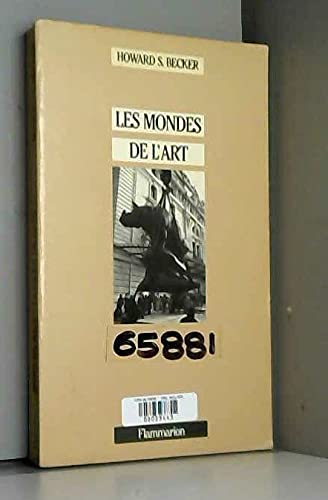 HOWARD S. BECKER
LES MONDES
DE L'ART
65881
Flammarion